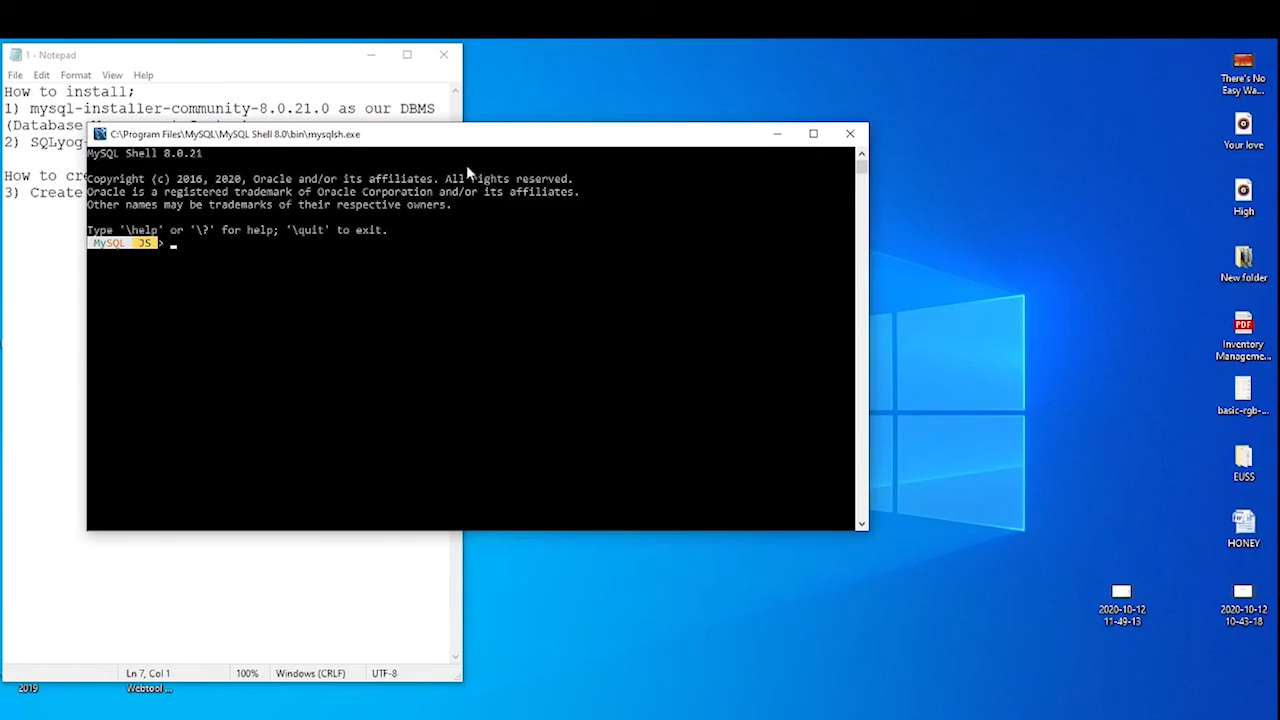 1 - Notepad
File Edit Format View Help
How to install;
1) mysql-installer-community-8.0.21.0 as our DBMS
(Database
2) SQLyog-
How to cre
3) Create
C:\Program Files\MySQL\MySQL Shell 8.0\bin\mysqlsh.exe
MySQL Shell 8.0.21
Copyright (c) 2016, 2020, Oracle and/or its affiliates. All rights reserved.
Oracle is a registered trademark of Oracle Corporation and/or its affiliates.
Other names may be trademarks of their respective owners.
Type '\help' or '\?' for help; '\quit' to exit.
MySQL JS >
Ln 7, Col 1 100% Windows (CRLF) UTF-8
2019
Webtool ...
There's No
Easy Wa...
Your love
High
New folder
PDF
Inventory
Manageme...
basic-rgb-...
EUSS
HONEY
2020-10-12
11-49-13
2020-10-12
10-43-18